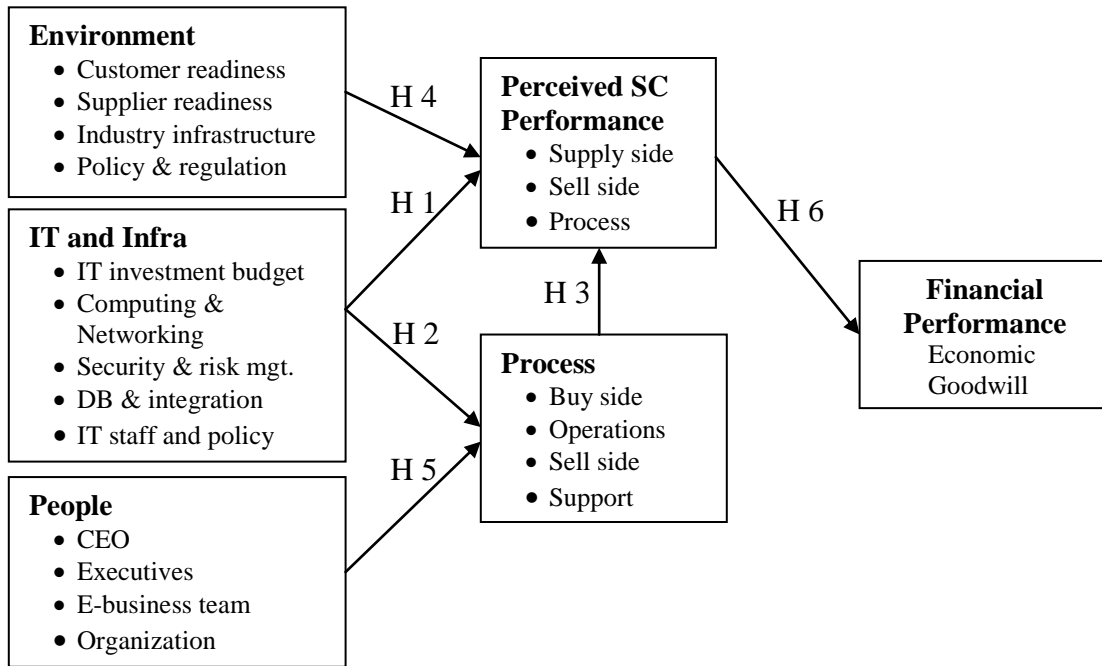 Environment
• Customer readiness
• Supplier readiness
• Industry infrastructure
• Policy & regulation
H 4
H 1
IT and Infra
• IT investment budget
• Computing &
Networking
• Security & risk mgt.
• DB & integration
• IT staff and policy
H 2
H 5
People
• CEO
• Executives
• E-business team
• Organization
Perceived SC
Performance
• Supply side
• Sell side
• Process
H 3
Process
• Buy side
• Operations
• Sell side
• Support
H 6
Financial
Performance
Economic
Goodwill